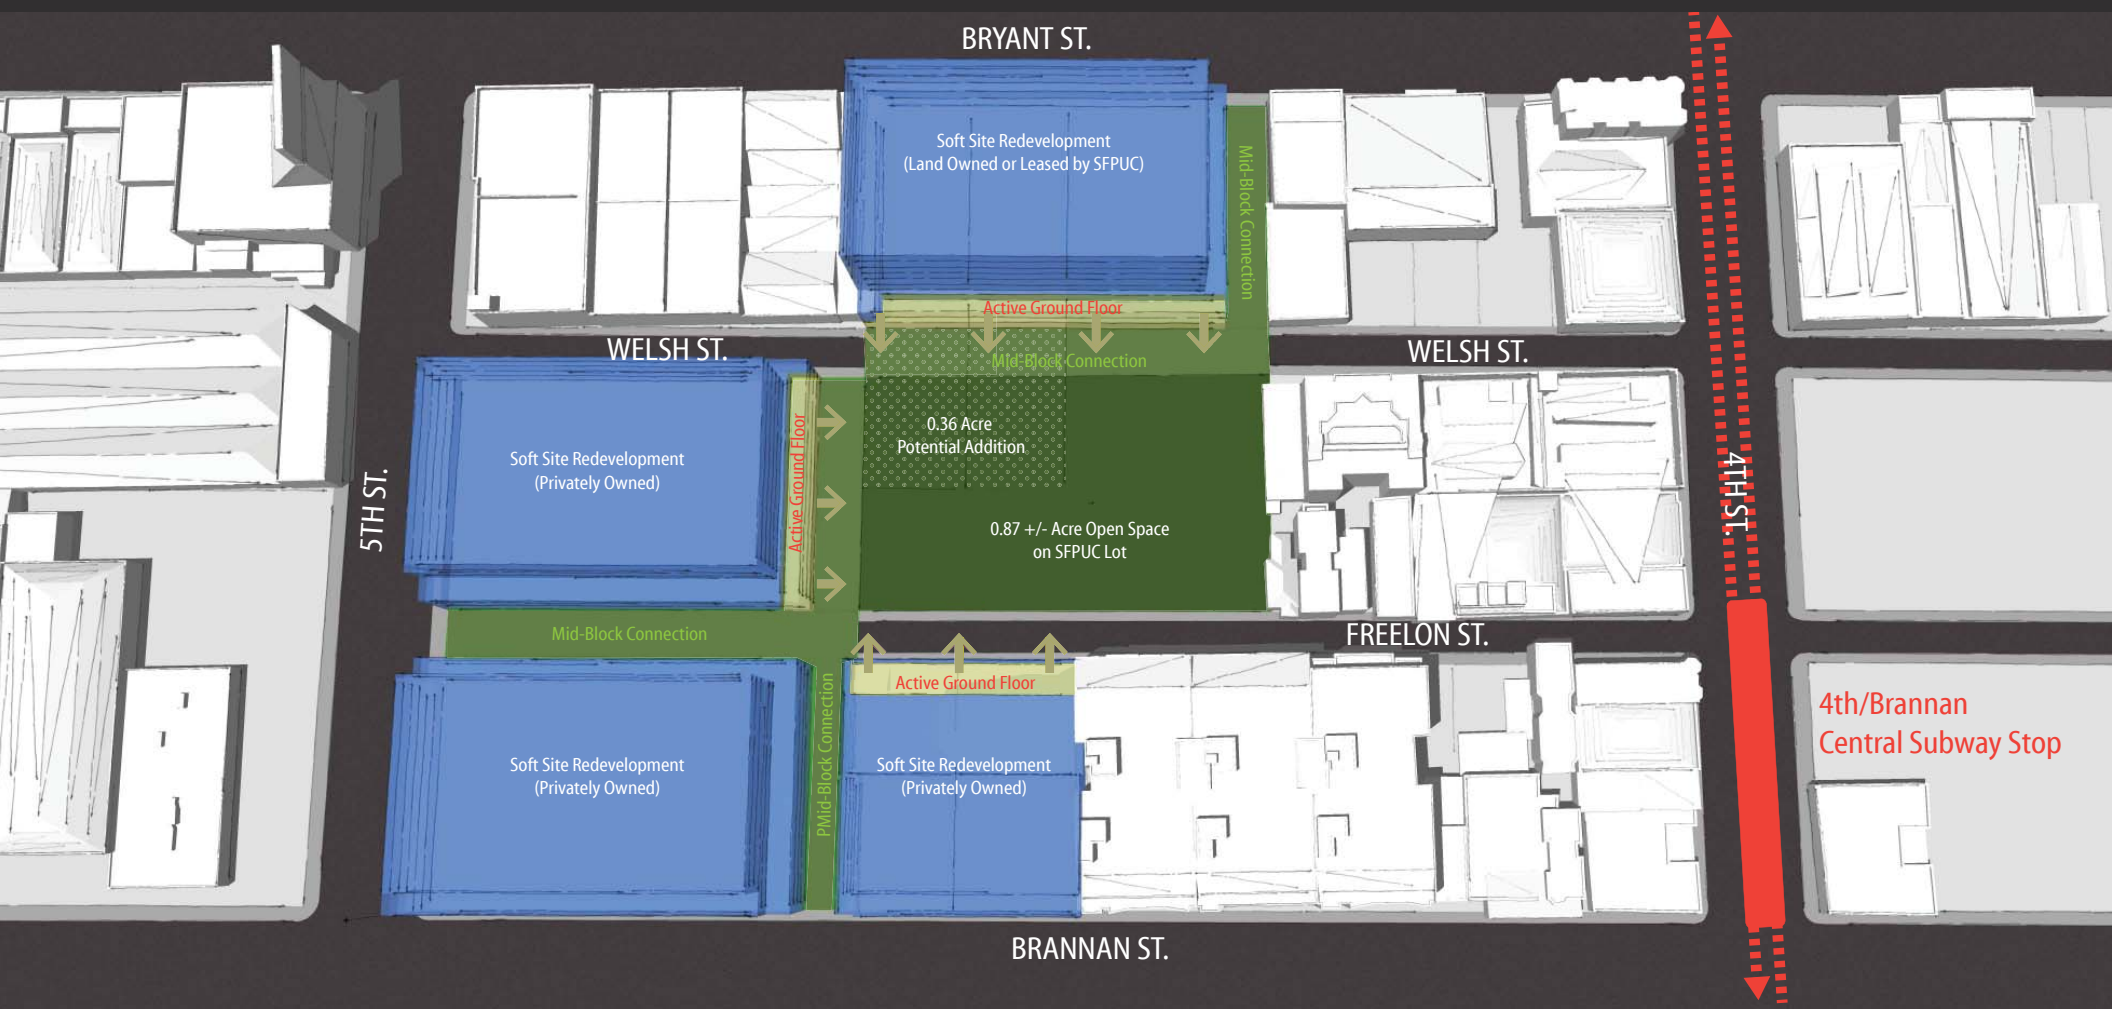 BRYANT ST.
Soft Site Redevelopment
(Land Owned or Leased by SFPUC)
Mid-Block Connection
Active Ground Floor
Mid-Block Connection
WELSH ST.
WELSH ST.
0.36 Acre
Potential Addition
Soft Site Redevelopment
(Privately Owned)
Active Ground Floor
5TH ST.
4TH ST.
0.87 +/- Acre Open Space
on SFPUC Lot
Mid-Block Connection
FREELON ST.
Active Ground Floor
PMid-Block Connection
4th/Brannan
Central Subway Stop
Soft Site Redevelopment
(Privately Owned)
Soft Site Redevelopment
(Privately Owned)
BRANNAN ST.